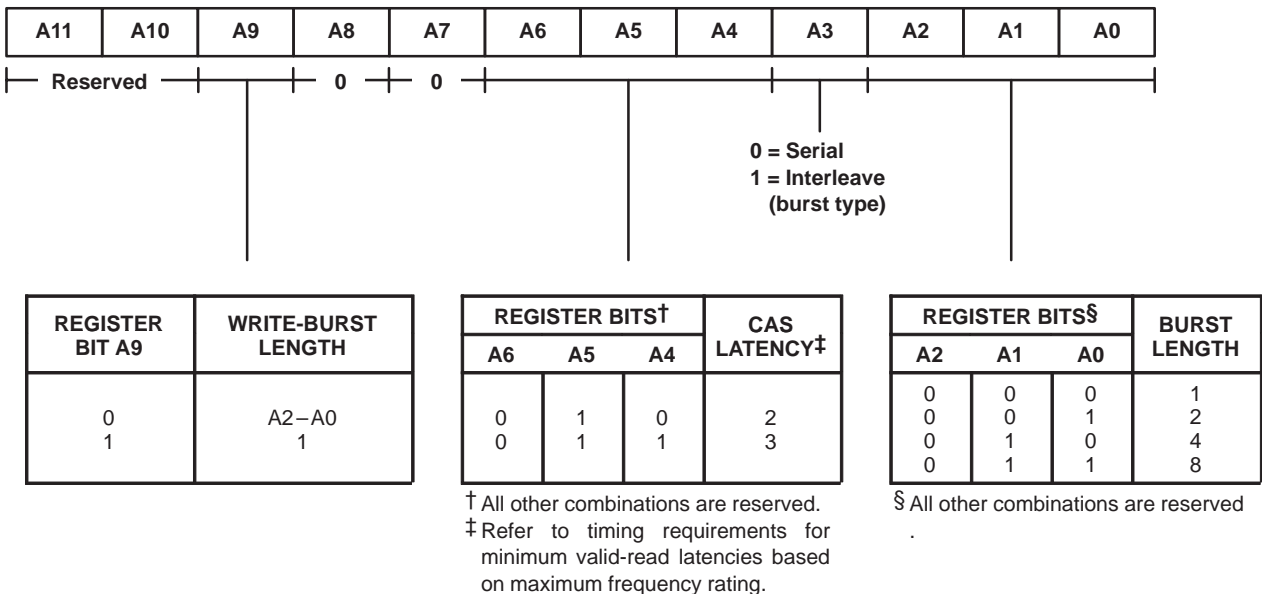 A11 A10 A9 A8 A7 A6 A5 A4 A3 A2 A1 A0
Reserved 0 0
0 = Serial
1 = Interleave
(burst type)
REGISTER BIT A9 WRITE-BURST LENGTH
0 A2–A0
1 1
REGISTER BITS† CAS LATENCY‡
A6 A5 A4
0 1 0 2
0 1 1 3
† All other combinations are reserved.
‡ Refer to timing requirements for
minimum valid-read latencies based
on maximum frequency rating.
REGISTER BITS§ BURST LENGTH
A2 A1 A0
0 0 0 1
0 0 1 2
0 1 0 4
0 1 1 8
§ All other combinations are reserved
.